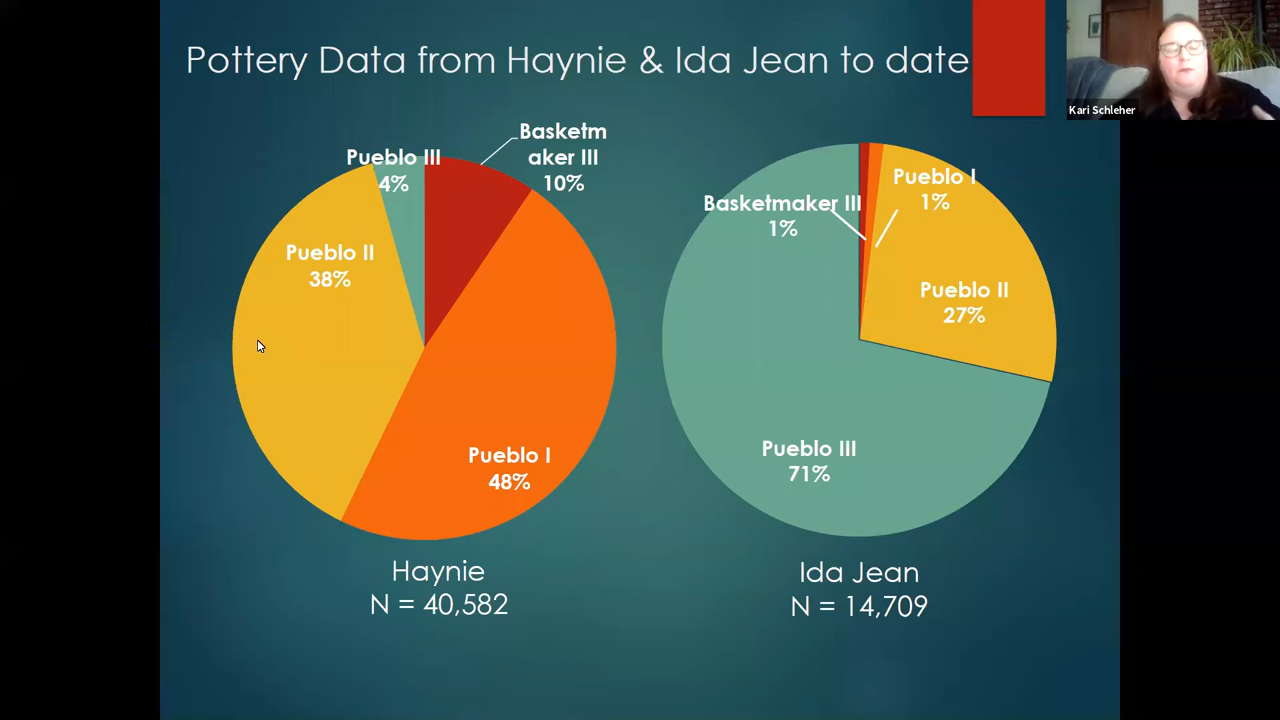 Pottery Data from Haynie & Ida Jean to date
Kari Schleher
Pueblo III
4%
Basketm
aker III
10%
Pueblo II
38%
Pueblo I
48%
Haynie
N = 40,582
Basketmaker III
1%
Pueblo I
1%
Pueblo II
27%
Pueblo III
71%
Ida Jean
N = 14,709